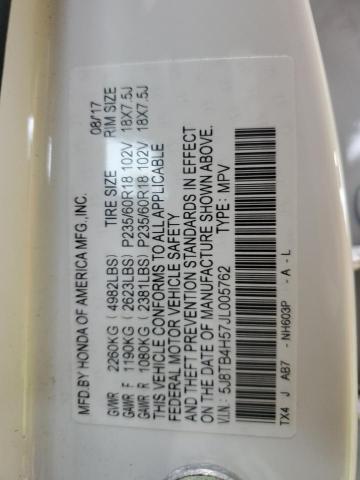 MFD.BY HONDA OF AMERICA MFG.,INC. 08/17
GVWR 2260KG ( 4982LBS) TIRE SIZE RIM SIZE
GAWR F 1190KG ( 2623LBS) P235/60R18 102V 18X7.5J
GAWR R 1080KG ( 2381LBS) P235/60R18 102V 18X7.5J
THIS VEHICLE CONFORMS TO ALL APPLICABLE
FEDERAL MOTOR VEHICLE SAFETY
AND THEFT PREVENTION STANDARDS IN EFFECT
ON THE DATE OF MANUFACTURE SHOWN ABOVE.
V.I.N.: 5J8TB4H57JL005762 TYPE: MPV
TX4 J AB7 - NH603P - A - L